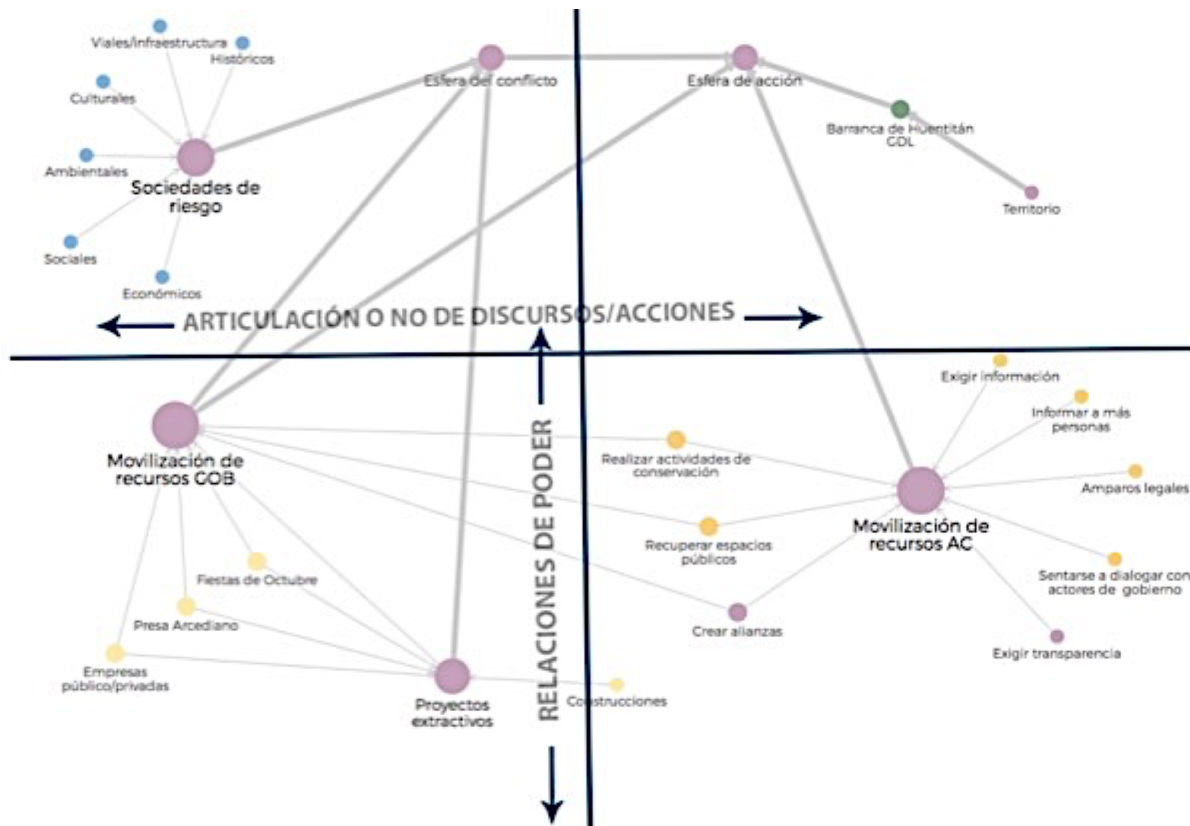 Viales/infraestructura
Históricos
Culturales
Ambientales
Sociedades de
riesgo
Sociales
Económicos
Esfera del conflicto
Esfera de acción
Barranca de Huentitán
GDL
Territorio
ARTICULACIÓN O NO DE DISCURSOS/ACCIONES
RELACIONES DE PODER
Movilización de
recursos GOB
Fiestas de Octubre
Presa Arcediano
Empresas
público/privadas
Proyectos
extractivos
Construcciones
Realizar actividades de
conservación
Recuperar espacios
públicos
Crear alianzas
Exigir información
Informar a más
personas
Amparos legales
Movilización de
recursos AC
Sentarse a dialogar con
actores de gobierno
Exigir transparencia